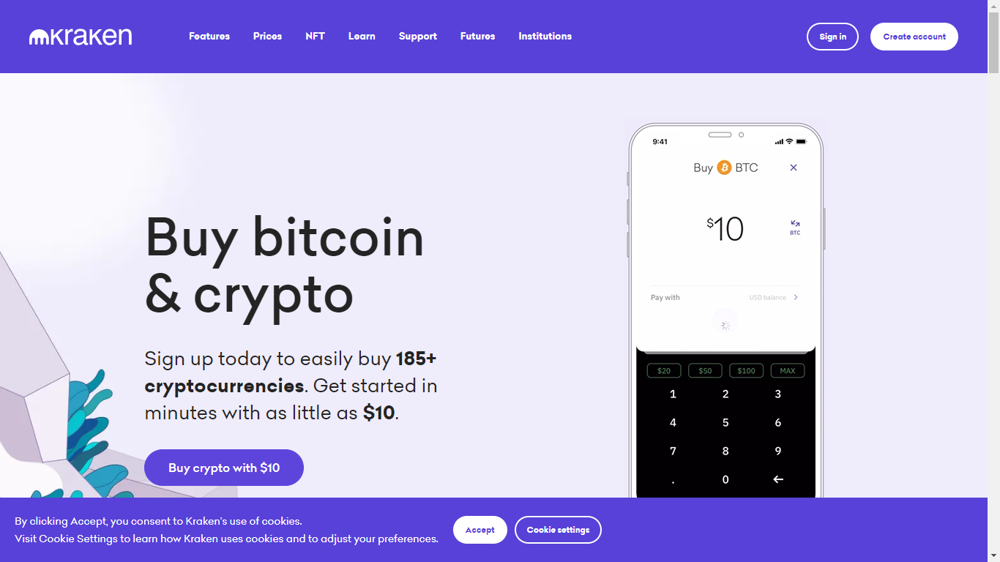 kraken
Features Prices NFT Learn Support Futures Institutions
Sign in
Create account
Buy bitcoin
& crypto
Sign up today to easily buy 185+
cryptocurrencies. Get started in
minutes with as little as $10.
Buy crypto with $10
9:41
Buy BTC
$10
BTC
Pay with
USD balance
$20 $50 $100 MAX
1 2 3
4 5 6
7 8 9
. 0
By clicking Accept, you consent to Kraken’s use of cookies.
Visit Cookie Settings to learn how Kraken uses cookies and to adjust your preferences.
Accept
Cookie settings